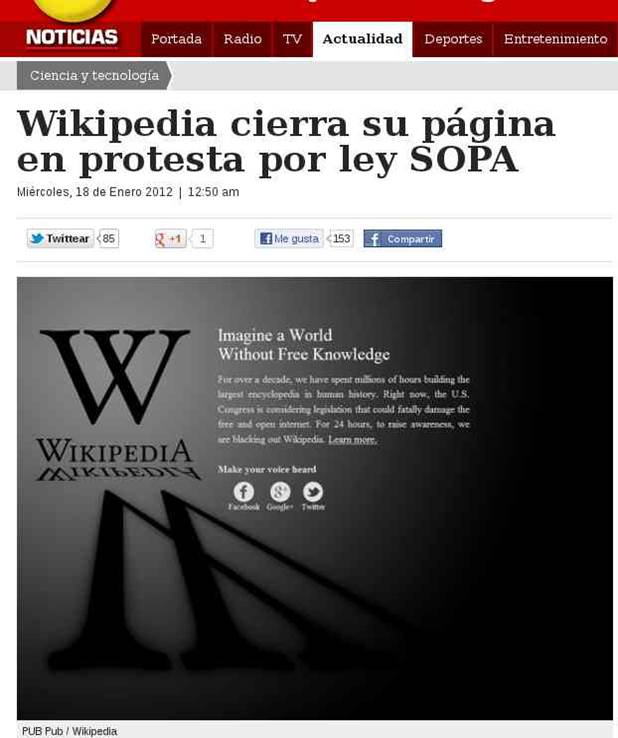 NOTICIAS
Portada
Radio
TV
Actualidad
Deportes
Entretenimiento
Ciencia y tecnología
Wikipedia cierra su página
en protesta por ley SOPA
Miércoles, 18 de Enero 2012 | 12:50 am
Twittear 85
+1 1
Me gusta 153
Compartir
W
WIKIPEDIA
Imagine a World
Without Free Knowledge
For over a decade, we have spent millions of hours building the
largest encyclopedia in human history. Right now, the U.S.
Congress is considering legislation that could fatally damage the
free and open internet. For 24 hours, to raise awareness, we
are blacking out Wikipedia. Learn more.
Make your voice heard
Facebook Google+ Twitter
PUB Pub / Wikipedia